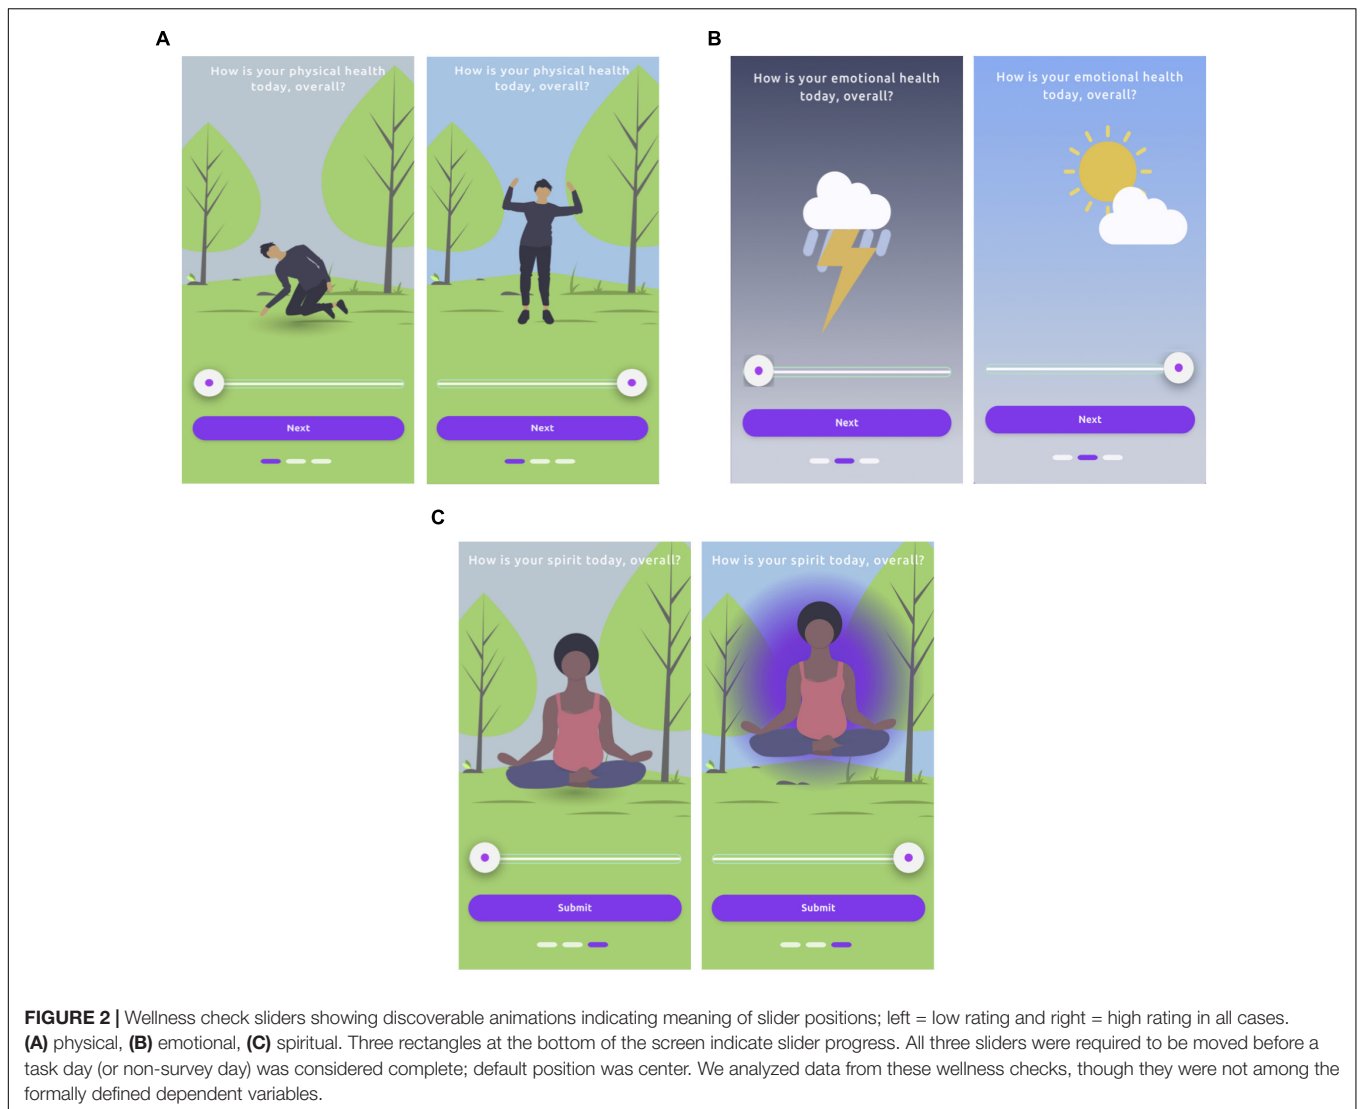 A
B
How is your physical health
today, overall?
Next
How is your physical health
today, overall?
Next
How is your emotional health
today, overall?
Next
How is your emotional health
today, overall?
Next
C
How is your spirit today, overall?
Submit
How is your spirit today, overall?
Submit
FIGURE 2 | Wellness check sliders showing discoverable animations indicating meaning of slider positions; left = low rating and right = high rating in all cases.
(A) physical, (B) emotional, (C) spiritual. Three rectangles at the bottom of the screen indicate slider progress. All three sliders were required to be moved before a
task day (or non-survey day) was considered complete; default position was center. We analyzed data from these wellness checks, though they were not among the
formally defined dependent variables.